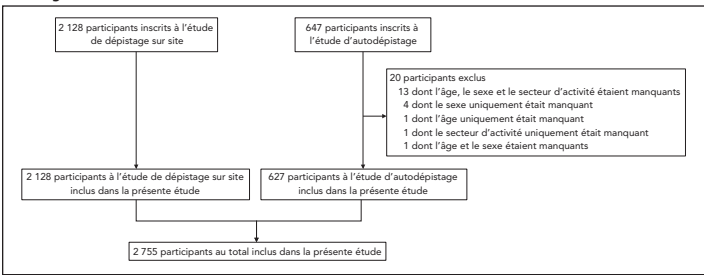 2 128 participants inscrits à l'étude
de dépistage sur site
647 participants inscrits à
l'étude d'autodépistage
20 participants exclus
13 dont l'âge, le sexe et le secteur d'activité étaient manquants
4 dont le sexe uniquement était manquant
1 dont l'âge uniquement était manquant
1 dont le secteur d'activité uniquement était manquant
1 dont l'âge et le sexe étaient manquants
2 128 participants à l'étude de dépistage sur site
inclus dans la présente étude
627 participants à l'étude d'autodépistage
inclus dans la présente étude
2 755 participants au total inclus dans la présente étude